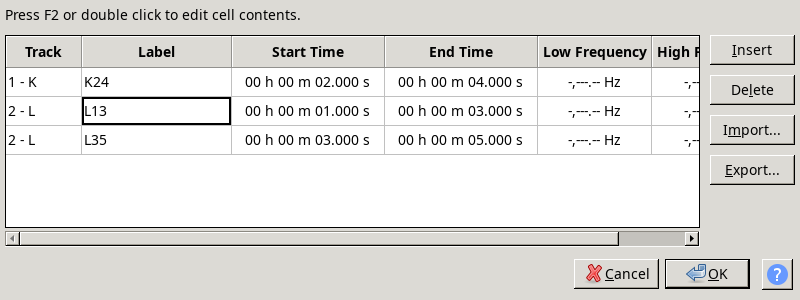 Press F2 or double click to edit cell contents.
Track Label Start Time End Time Low Frequency High F
1 - K K24 00 h 00 m 02.000 s 00 h 00 m 04.000 s -,---.-- Hz -,--
2 - L L13 00 h 00 m 01.000 s 00 h 00 m 03.000 s -,---.-- Hz -,--
2 - L L35 00 h 00 m 03.000 s 00 h 00 m 05.000 s -,---.-- Hz -,--
Insert
Delete
Import...
Export...
Cancel OK ?